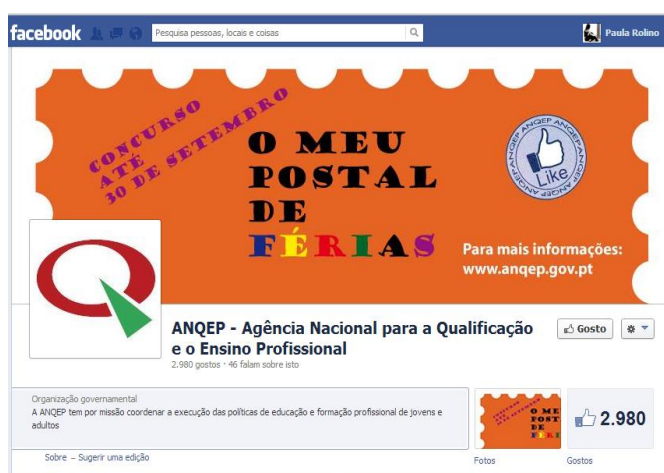 facebook
Pesquisa pessoas, locais e coisas
Paula Rolino
CONCURSO
ATÉ
30 DE SETEMBRO
O MEU
POSTAL
DE
FÉRIAS
ANQEP ANQEP ANQEP ANQEP
Like
Para mais informações:
www.anqep.gov.pt
ANQEP - Agência Nacional para a Qualificação
e o Ensino Profissional
2.980 gostos · 46 falam sobre isto
Gosto
Organização governamental
A ANQEP tem por missão coordenar a execução das políticas de educação e formação profissional de jovens e
adultos
2.980
Sobre – Sugerir uma edição
Fotos
Gostos